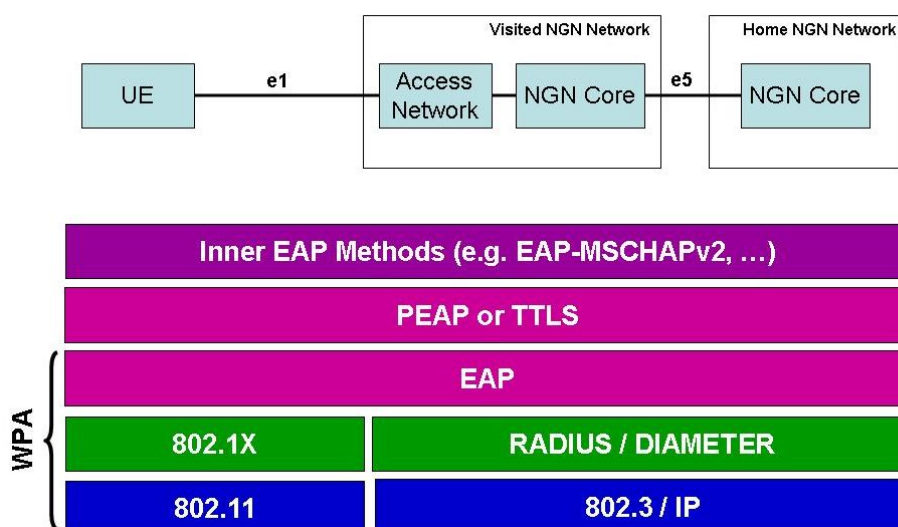 Visited NGN Network
Home NGN Network
UE
e1
Access
Network
NGN Core
e5
NGN Core
Inner EAP Methods (e.g. EAP-MSCHAPv2, …)
PEAP or TTLS
WPA
EAP
802.1X
RADIUS / DIAMETER
802.11
802.3 / IP